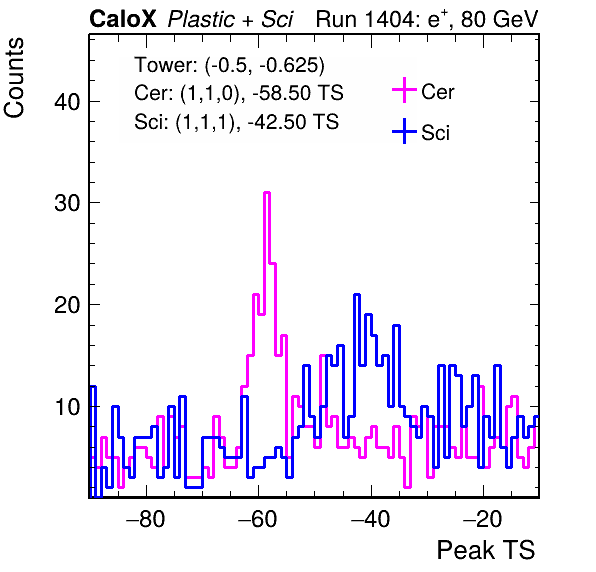 CaloX Plastic + Sci Run 1404: e+, 80 GeV
Tower: (-0.5, -0.625)
Cer: (1,1,0), -58.50 TS
Sci: (1,1,1), -42.50 TS
Cer
Sci
Counts
40
30
20
10
−80 −60 −40 −20
Peak TS